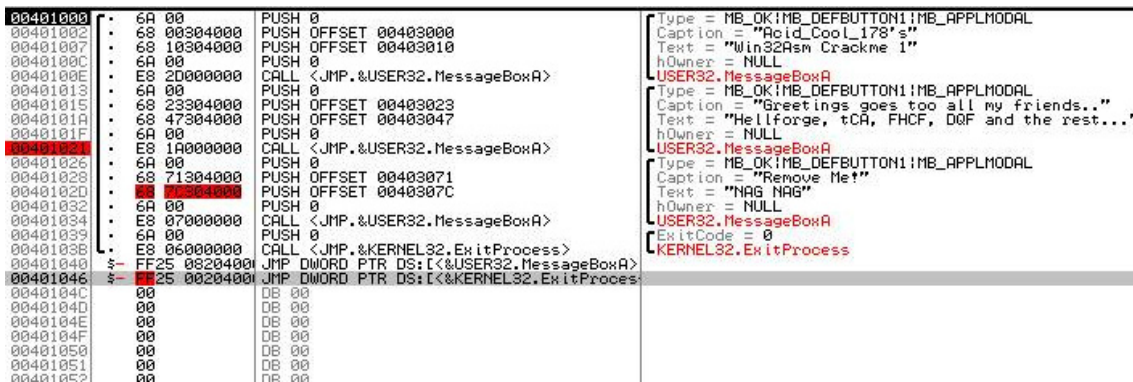 00401000 6A 00 PUSH 0 Type = MB_OK|MB_DEFBUTTON1|MB_APPLMODAL
00401002 . 68 00304000 PUSH OFFSET 00403000 Caption = "Acid_Cool_178's"
00401007 . 68 10304000 PUSH OFFSET 00403010 Text = "Win32Asm Crackme 1"
0040100C . 6A 00 PUSH 0 hOwner = NULL
0040100E . E8 2D000000 CALL <JMP.&USER32.MessageBoxA> USER32.MessageBoxA
00401013 . 6A 00 PUSH 0 Type = MB_OK|MB_DEFBUTTON1|MB_APPLMODAL
00401015 . 68 23304000 PUSH OFFSET 00403023 Caption = "Greetings goes too all my friends.."
0040101A . 68 47304000 PUSH OFFSET 00403047 Text = "Hellforge, tCA, FHCF, DQF and the rest..."
0040101F . 6A 00 PUSH 0 hOwner = NULL
00401021 . E8 1A000000 CALL <JMP.&USER32.MessageBoxA> USER32.MessageBoxA
00401026 . 6A 00 PUSH 0 Type = MB_OK|MB_DEFBUTTON1|MB_APPLMODAL
00401028 . 68 71304000 PUSH OFFSET 00403071 Caption = "Remove Me!"
0040102D . 68 7C304000 PUSH OFFSET 0040307C Text = "NAG NAG"
00401032 . 6A 00 PUSH 0 hOwner = NULL
00401034 . E8 07000000 CALL <JMP.&USER32.MessageBoxA> USER32.MessageBoxA
00401039 . 6A 00 PUSH 0 ExitCode = 0
0040103B . E8 06000000 CALL <JMP.&KERNEL32.ExitProcess> KERNEL32.ExitProcess
00401040 $- FF25 08204000 JMP DWORD PTR DS:[<&USER32.MessageBoxA>
00401046 $- FF25 00204000 JMP DWORD PTR DS:[<&KERNEL32.ExitProces
0040104C 00 DB 00
0040104D 00 DB 00
0040104E 00 DB 00
0040104F 00 DB 00
00401050 00 DB 00
00401051 00 DB 00
00401052 00 DB 00